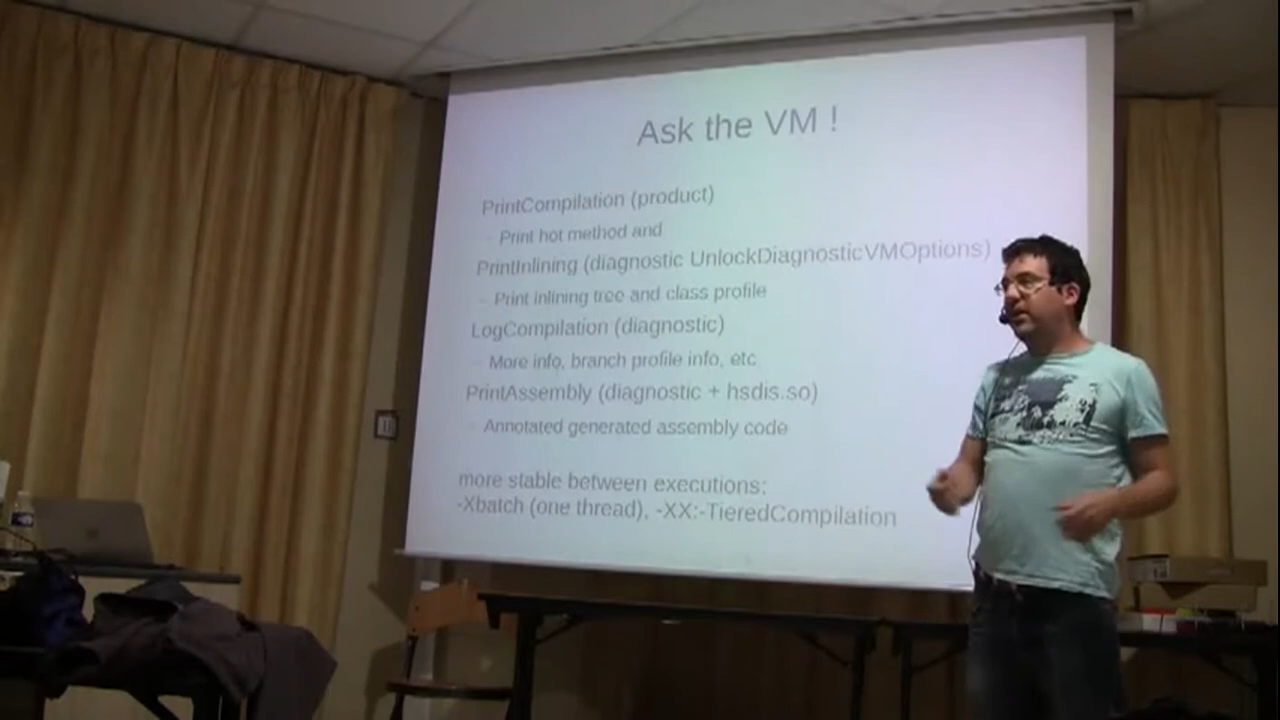 Ask the VM !
PrintCompilation (product)
– Print hot method and
PrintInlining (diagnostic UnlockDiagnosticVMOptions)
– Print inlining tree and class profile
LogCompilation (diagnostic)
– More info, branch profile info, etc
PrintAssembly (diagnostic + hsdis.so)
– Annotated generated assembly code
more stable between executions:
-Xbatch (one thread), -XX:-TieredCompilation